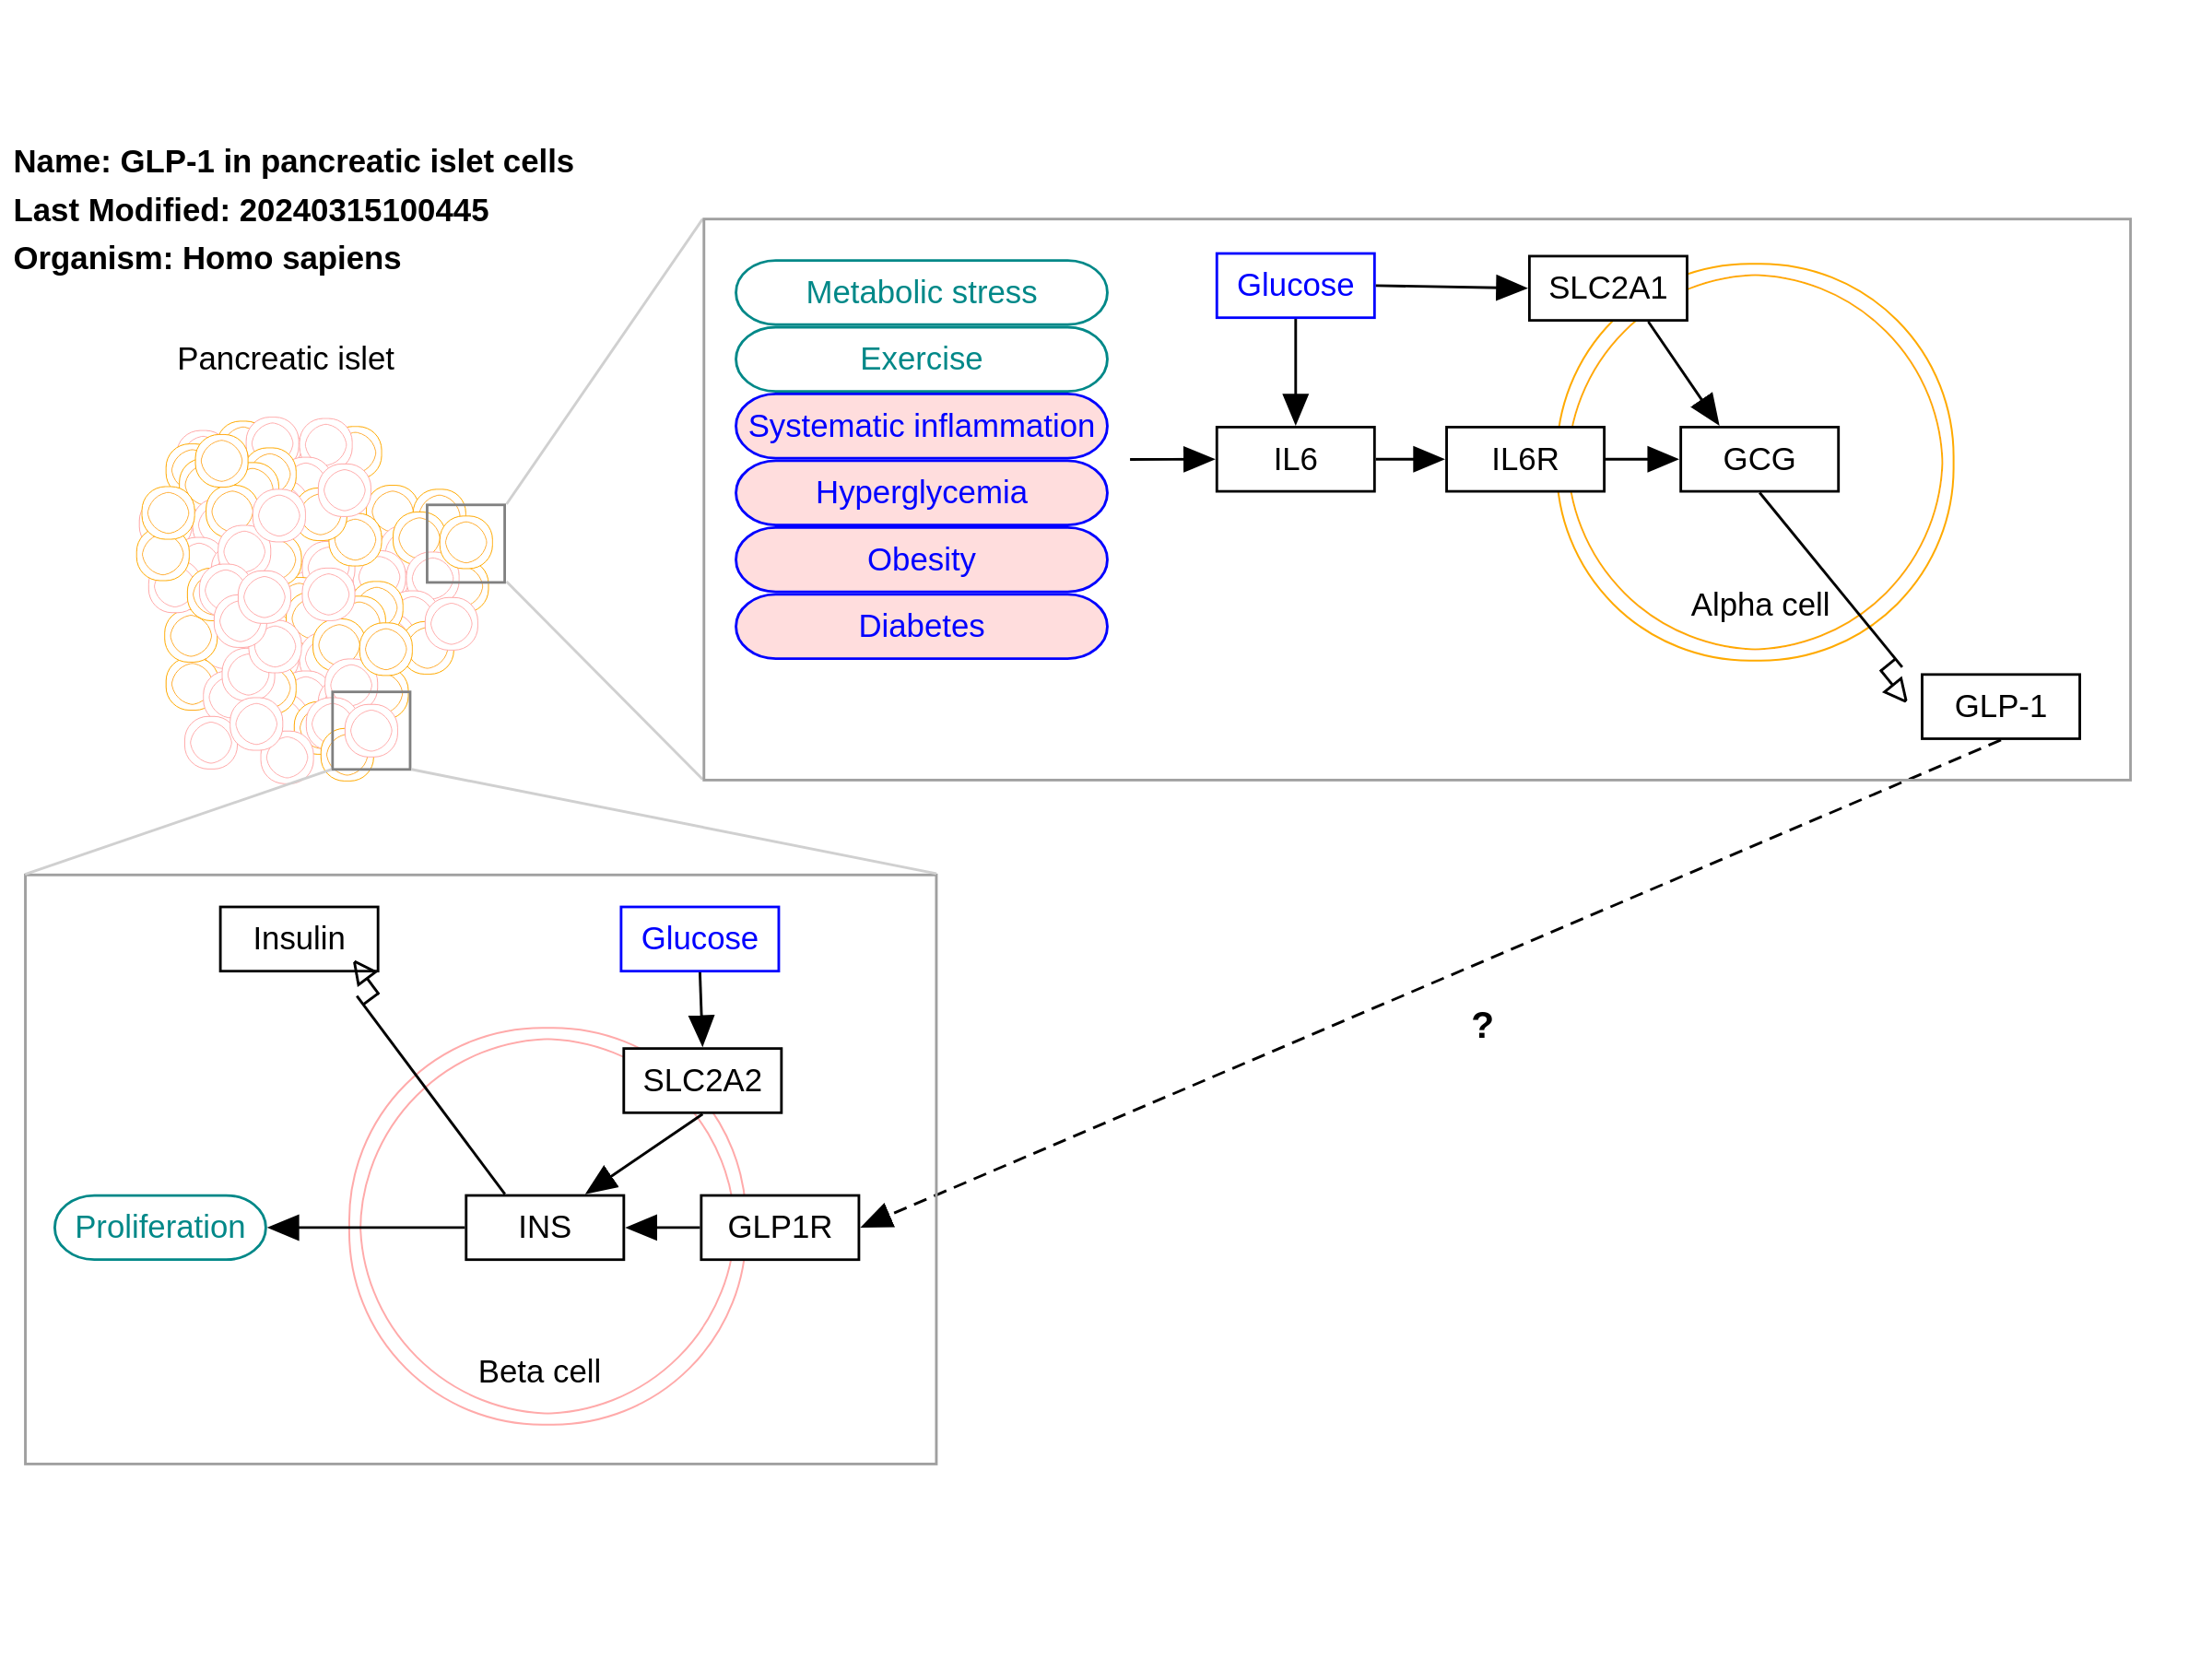 Name: GLP-1 in pancreatic islet cells
Last Modified: 20240315100445
Organism: Homo sapiens
Pancreatic islet
Metabolic stress
Exercise
Systematic inflammation
Hyperglycemia
Obesity
Diabetes
Glucose
SLC2A1
IL6
IL6R
GCG
Alpha cell
GLP-1
?
Insulin
Glucose
SLC2A2
Proliferation
INS
GLP1R
Beta cell